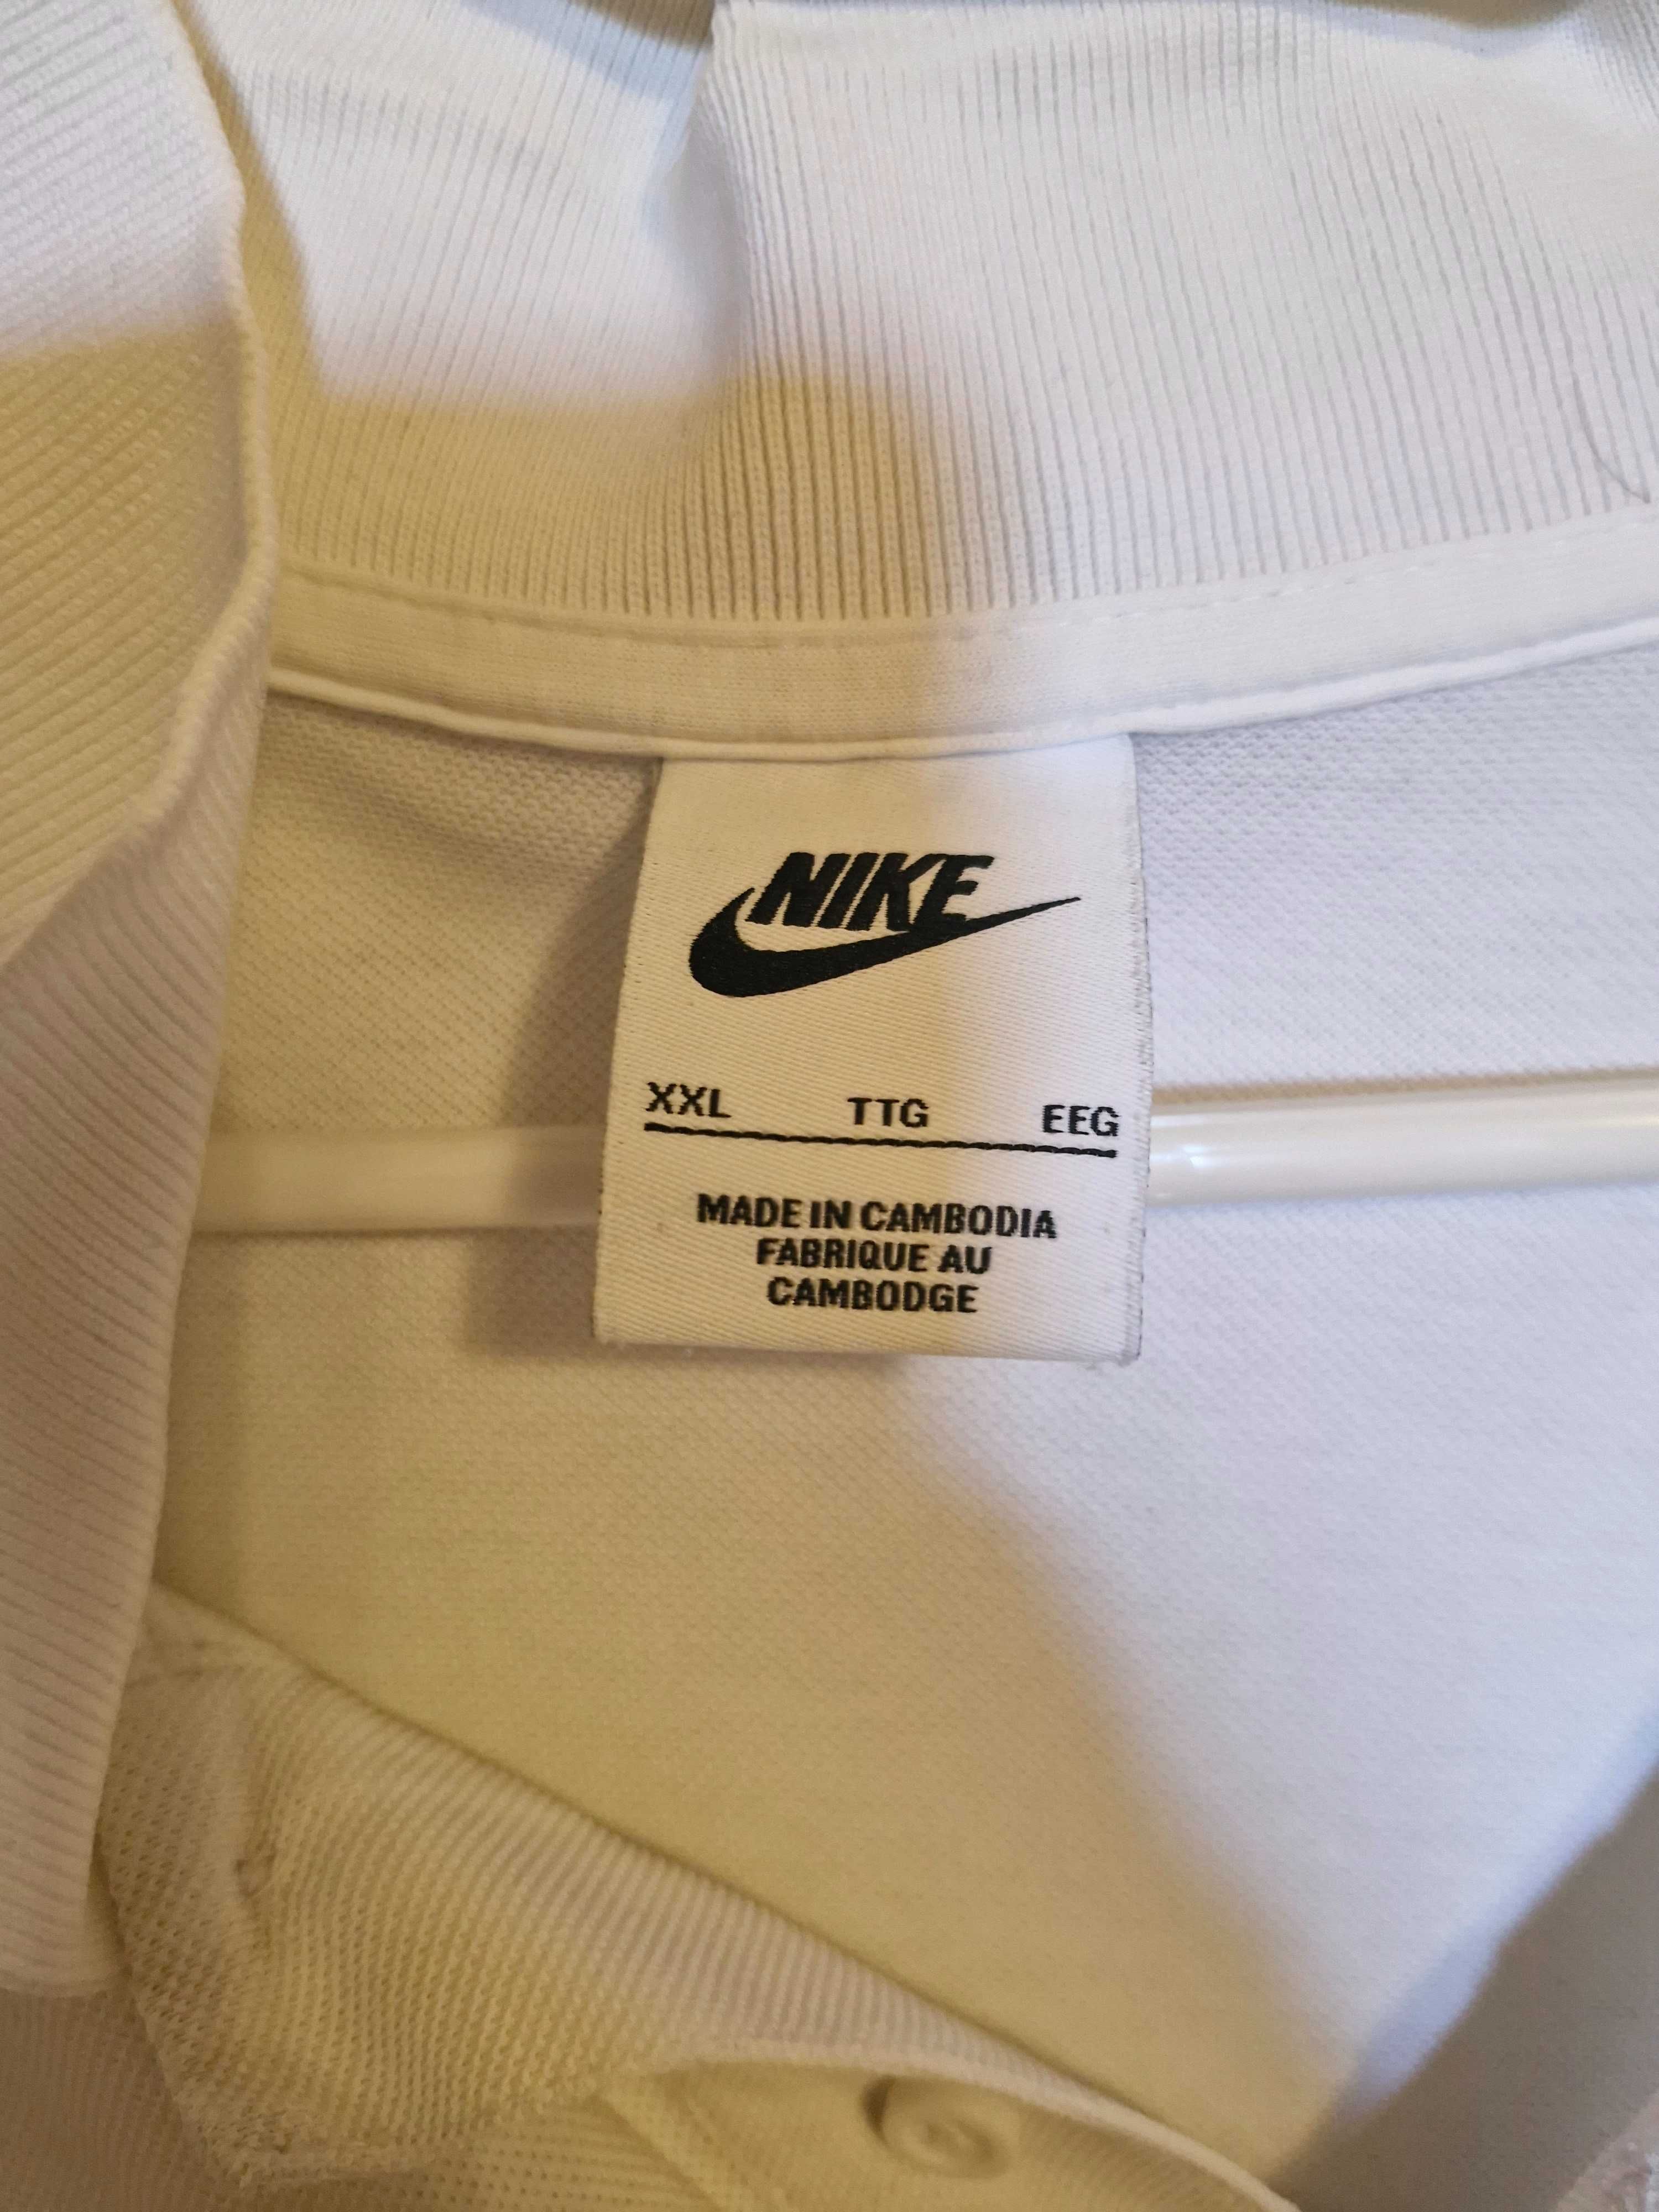 NIKE
XXL TTG EEG
MADE IN CAMBODIA
FABRIQUE AU
CAMBODGE